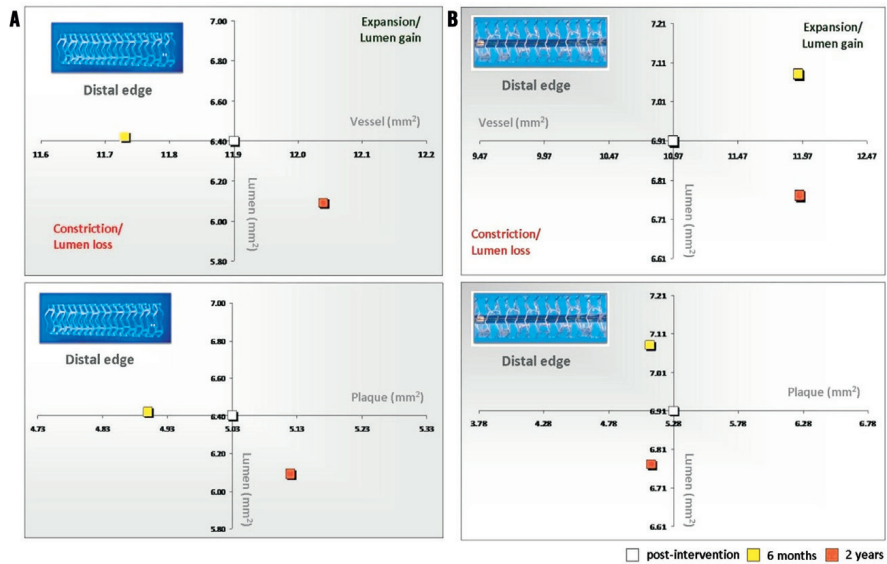 A
Distal edge
Expansion/
Lumen gain
7.00
6.80
6.60
6.40
6.20
6.00
5.80
Vessel (mm²)
11.6 11.7 11.8 11.9 12.0 12.1 12.2
Lumen (mm²)
Constriction/
Lumen loss
B
Distal edge
Expansion/
Lumen gain
7.21
7.11
7.01
6.91
6.81
6.71
6.61
Vessel (mm²)
9.47 9.97 10.47 10.97 11.47 11.97 12.47
Lumen (mm²)
Constriction/
Lumen loss
Distal edge
7.00
6.80
6.60
6.40
6.20
6.00
5.80
Plaque (mm²)
4.73 4.83 4.93 5.03 5.13 5.23 5.33
Lumen (mm²)
Distal edge
7.21
7.11
7.01
6.91
6.81
6.71
6.61
Plaque (mm²)
3.78 4.28 4.78 5.28 5.78 6.28 6.78
Lumen (mm²)
post-intervention 6 months 2 years